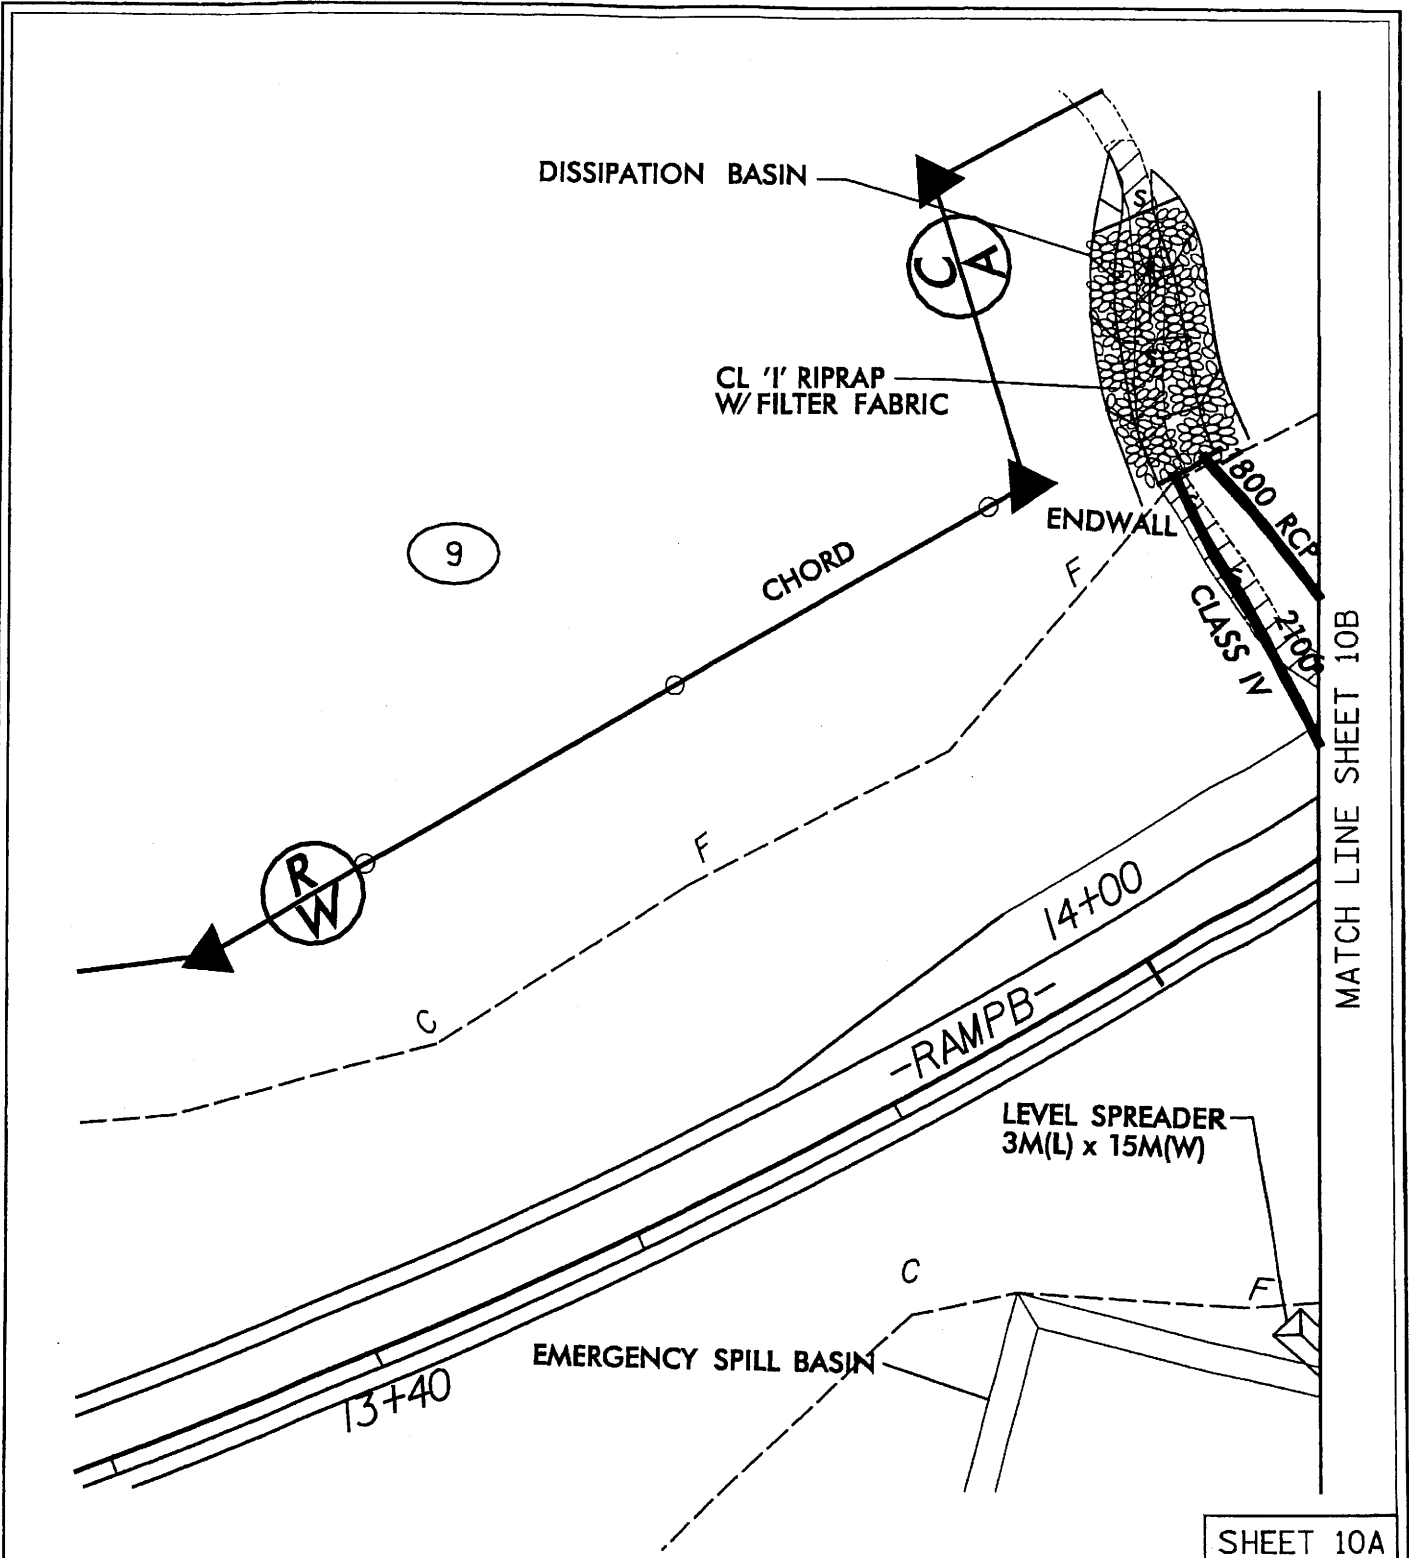 DISSIPATION BASIN
S
C
A
CL 'I' RIPRAP
W/ FILTER FABRIC
1800 RCP
ENDWALL
9
CHORD
F
CLASS IV
2100
MATCH LINE SHEET 10B
F
R
W
14+00
C
-RAMPB-
LEVEL SPREADER
3M(L) x 15M(W)
C
F
EMERGENCY SPILL BASIN
13+40
SHEET 10A